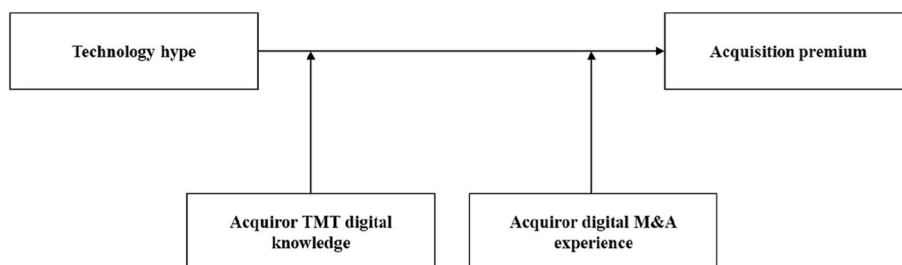 Technology hype
Acquisition premium
Acquiror TMT digital
knowledge
Acquiror digital M&A
experience